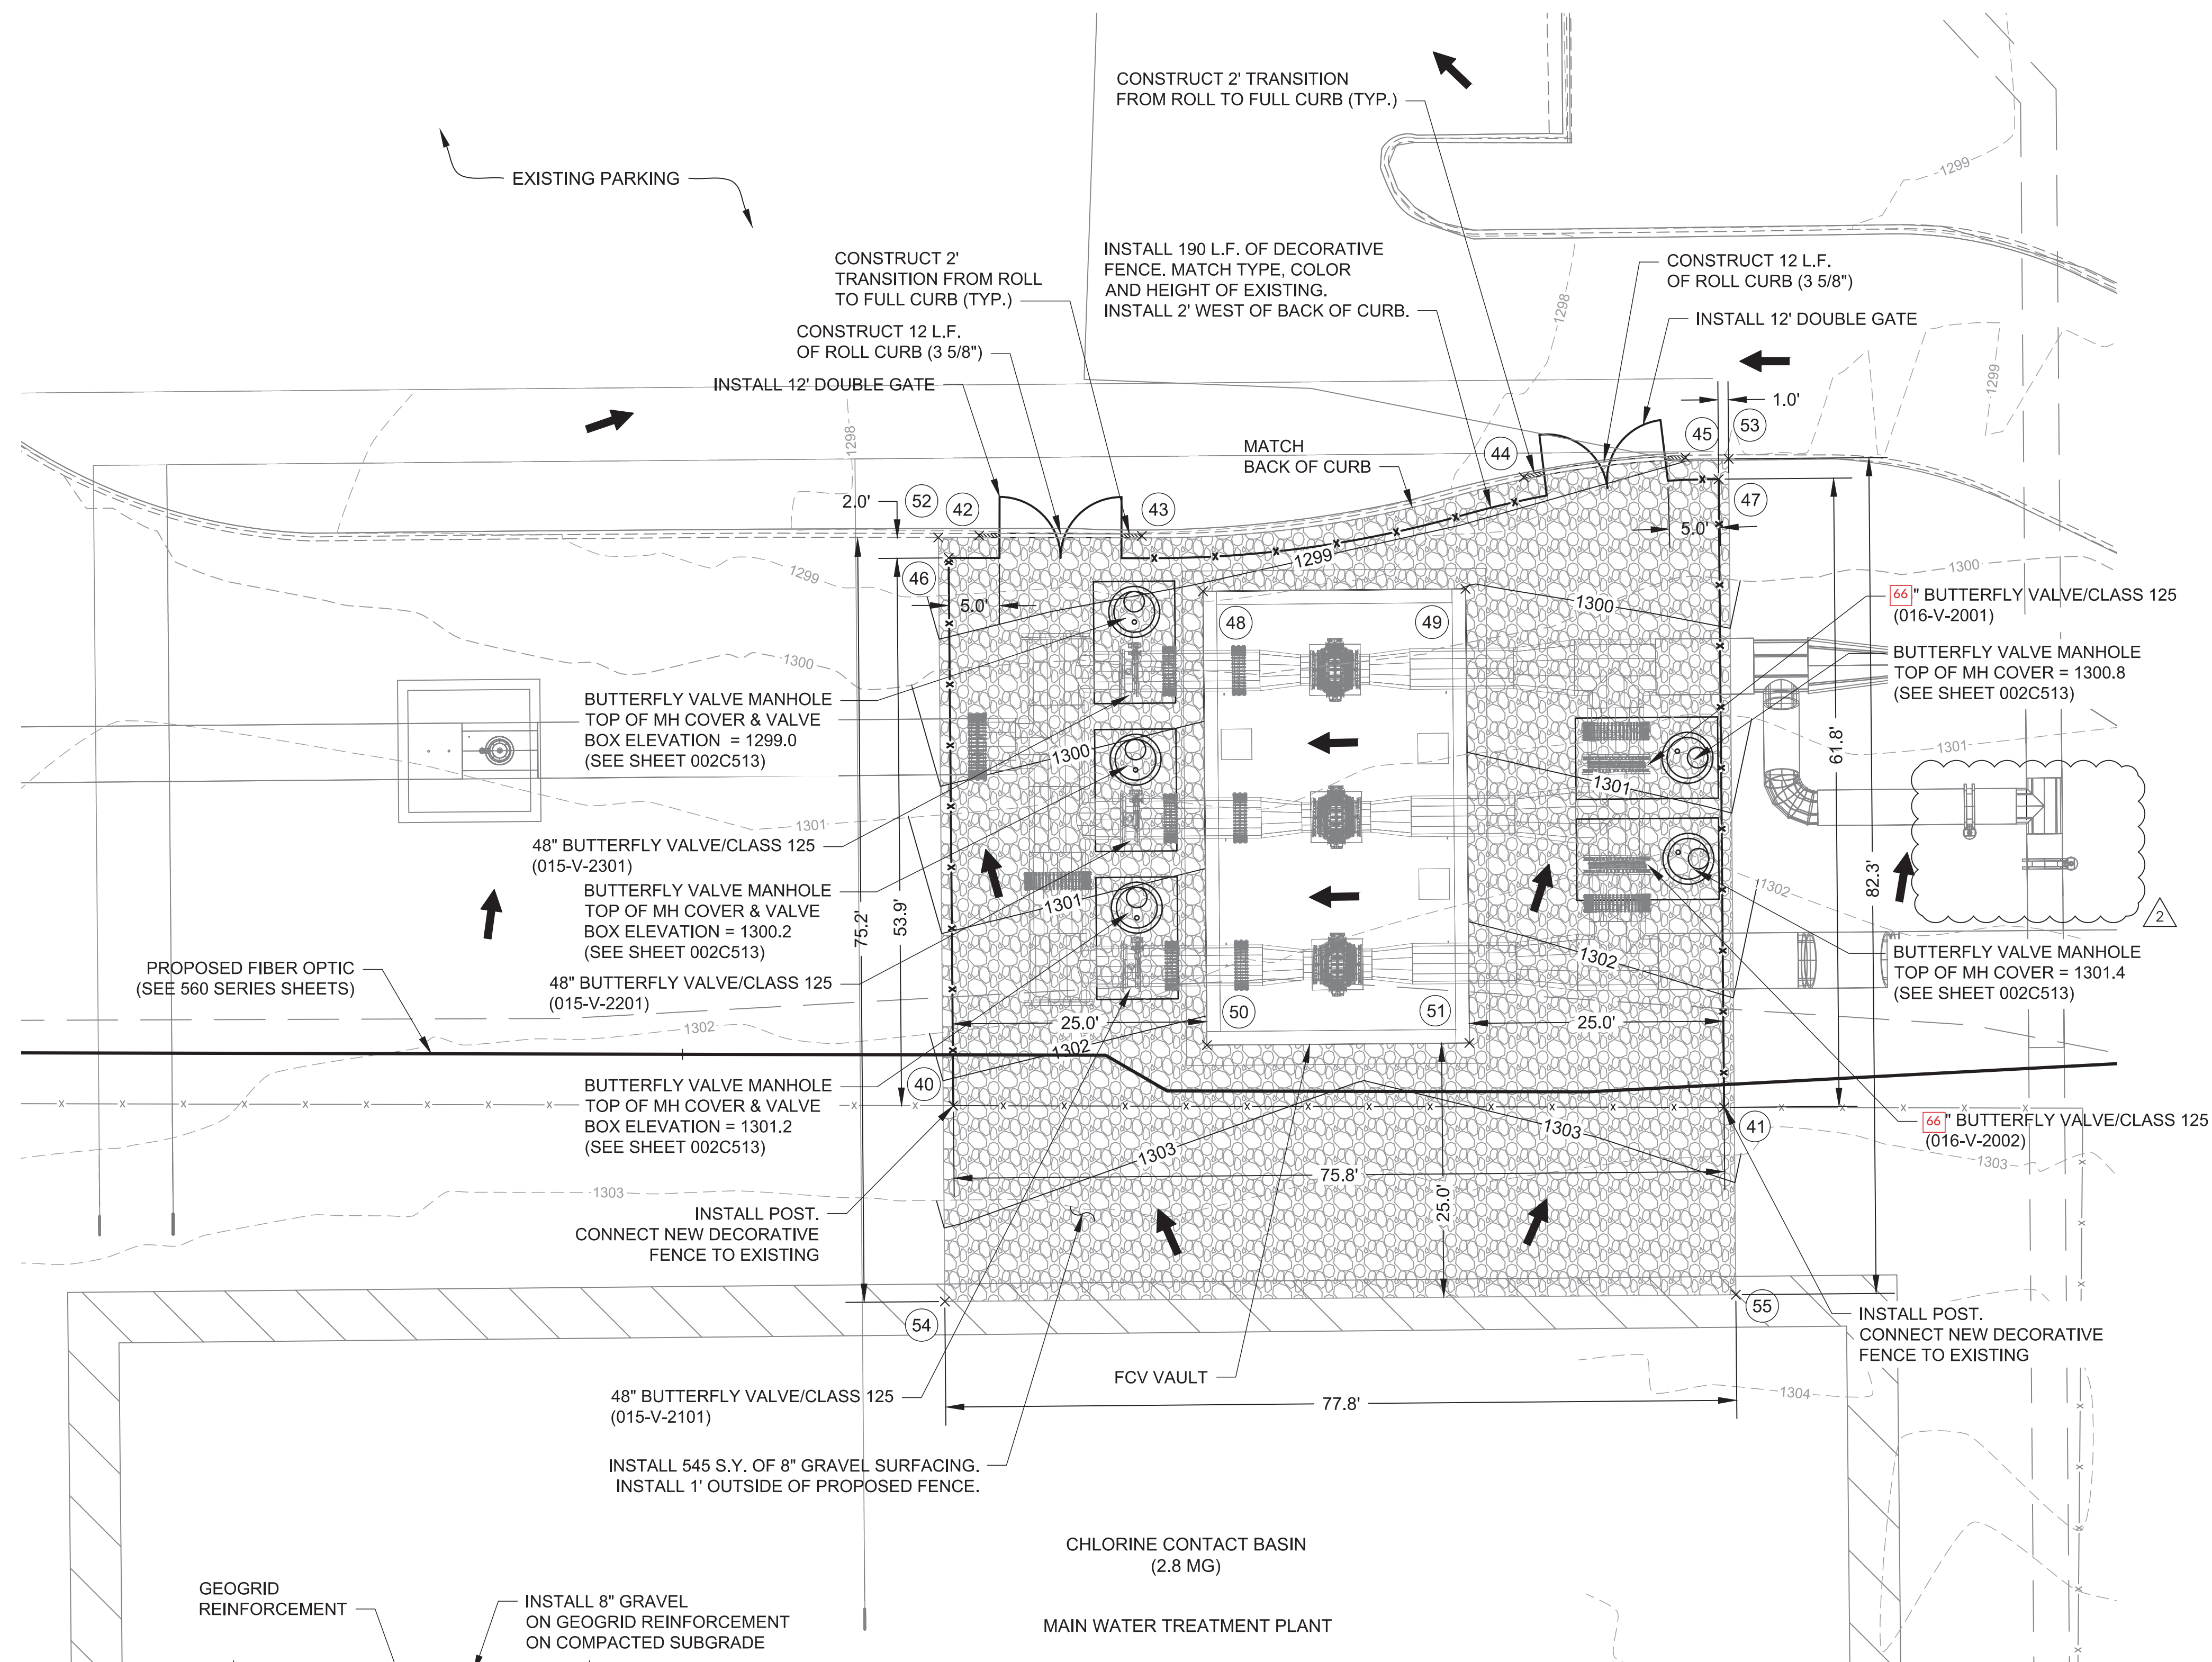 CONSTRUCT 2' TRANSITION
FROM ROLL TO FULL CURB (TYP.)
EXISTING PARKING
1299
CONSTRUCT 2'
TRANSITION FROM ROLL
TO FULL CURB (TYP.)
INSTALL 190 L.F. OF DECORATIVE
FENCE. MATCH TYPE, COLOR
AND HEIGHT OF EXISTING.
INSTALL 2' WEST OF BACK OF CURB.
CONSTRUCT 12 L.F.
OF ROLL CURB (3 5/8")
1298
INSTALL 12' DOUBLE GATE
CONSTRUCT 12 L.F.
OF ROLL CURB (3 5/8")
INSTALL 12' DOUBLE GATE
1299
1.0'
1298
MATCH
BACK OF CURB
44
45
53
2.0'
52
42
43
47
5.0'
1299
1299
1300
46
5.0'
1300
66" BUTTERFLY VALVE/CLASS 125
(016-V-2001)
48
49
BUTTERFLY VALVE MANHOLE
TOP OF MH COVER = 1300.8
(SEE SHEET 002C513)
1300
BUTTERFLY VALVE MANHOLE
TOP OF MH COVER & VALVE
BOX ELEVATION = 1299.0
(SEE SHEET 002C513)
1300
1301
61.8'
1301
1301
48" BUTTERFLY VALVE/CLASS 125
(015-V-2301)
82.3'
1302
BUTTERFLY VALVE MANHOLE
TOP OF MH COVER & VALVE
BOX ELEVATION = 1300.2
(SEE SHEET 002C513)
75.2'
53.9'
1301
2
1302
BUTTERFLY VALVE MANHOLE
TOP OF MH COVER = 1301.4
(SEE SHEET 002C513)
PROPOSED FIBER OPTIC
(SEE 560 SERIES SHEETS)
48" BUTTERFLY VALVE/CLASS 125
(015-V-2201)
1302
25.0'
50
51
25.0'
1302
40
BUTTERFLY VALVE MANHOLE
TOP OF MH COVER & VALVE
BOX ELEVATION = 1301.2
(SEE SHEET 002C513)
66" BUTTERFLY VALVE/CLASS 125
(016-V-2002)
41
1303
1303
1303
75.8'
1303
25.0'
INSTALL POST.
CONNECT NEW DECORATIVE
FENCE TO EXISTING
54
55
INSTALL POST.
CONNECT NEW DECORATIVE
FENCE TO EXISTING
FCV VAULT
1304
48" BUTTERFLY VALVE/CLASS 125
(015-V-2101)
77.8'
INSTALL 545 S.Y. OF 8" GRAVEL SURFACING.
INSTALL 1' OUTSIDE OF PROPOSED FENCE.
CHLORINE CONTACT BASIN
(2.8 MG)
GEOGRID
REINFORCEMENT
INSTALL 8" GRAVEL
ON GEOGRID REINFORCEMENT
ON COMPACTED SUBGRADE
MAIN WATER TREATMENT PLANT